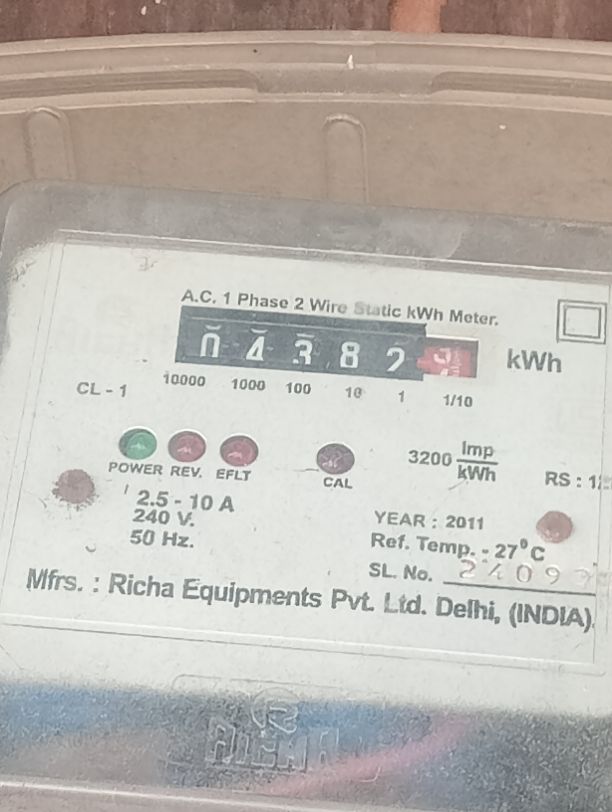 A.C. 1 Phase 2 Wire Static kWh Meter.
0 4 3 8 2 kWh
CL - 1 10000 1000 100 10 1 1/10
3200 Imp/kWh
POWER REV. EFLT CAL RS :
2.5 - 10 A
240 V.
50 Hz.
YEAR : 2011
Ref. Temp. - 27°C
SL. No.
Mfrs. : Richa Equipments Pvt. Ltd. Delhi, (INDIA)
RICHA